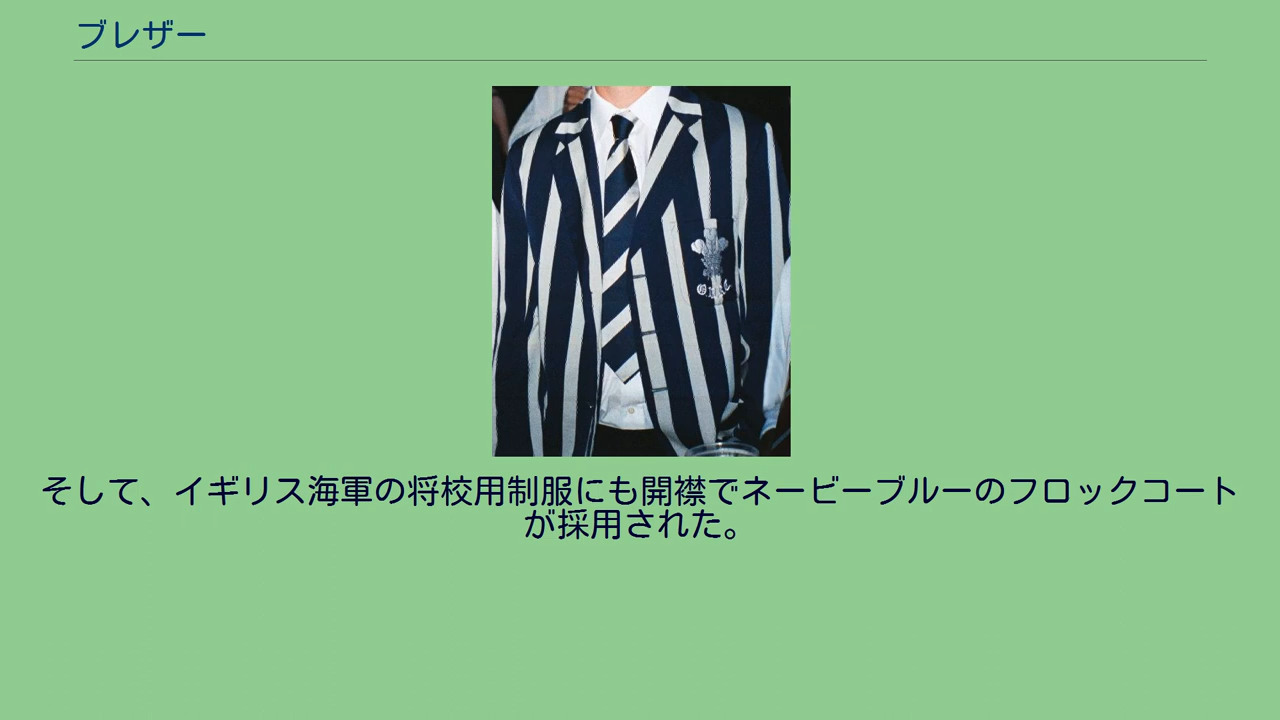 ブレザー
そして、イギリス海軍の将校用制服にも開襟でネービーブルーのフロックコート
が採用された。